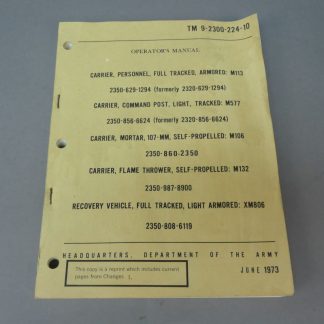 TM 9-2300-224-10
OPERATOR'S MANUAL
CARRIER, PERSONNEL, FULL TRACKED, ARMORED: M113
2350-629-1294 (formerly 2320-629-1294)
CARRIER, COMMAND POST, LIGHT, TRACKED: M577
2350-856-6624 (formerly 2320-856-6624)
CARRIER, MORTAR, 107-MM, SELF-PROPELLED: M106
2350-860-2350
CARRIER, FLAME THROWER, SELF-PROPELLED: M132
2350-987-8900
RECOVERY VEHICLE, FULL TRACKED, LIGHT ARMORED: XM806
2350-808-6119
HEADQUARTERS, DEPARTMENT OF THE ARMY
This copy is a reprint which includes current
pages from Changes 1.
JUNE 1973